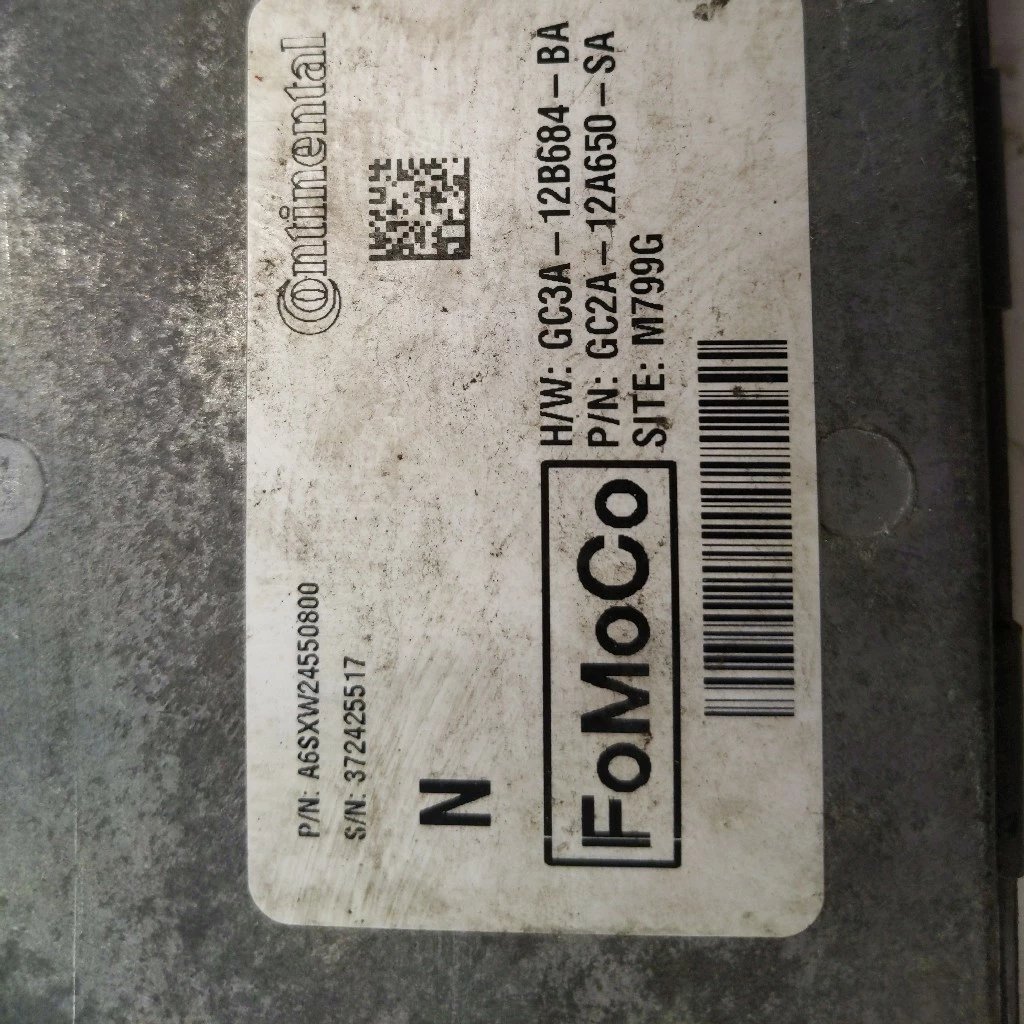 Continental
P/N: A6SXW24550800
S/N: 372425517
N
FoMoCo
H/W: GC3A-12B684-BA
P/N: GC2A-12A650-SA
SITE: M799G